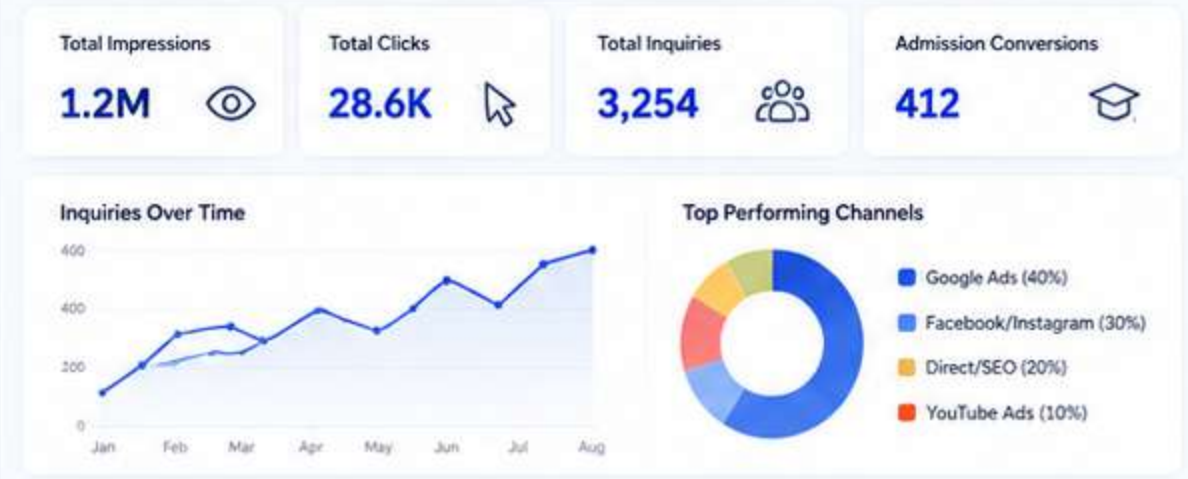 Total Impressions
1.2M
Total Clicks
28.6K
Total Inquiries
3,254
Admission Conversions
412
Inquiries Over Time
400
400
200
0
Jan Feb Mar Apr May Jun Jul Aug
Top Performing Channels
Google Ads (40%)
Facebook/Instagram (30%)
Direct/SEO (20%)
YouTube Ads (10%)